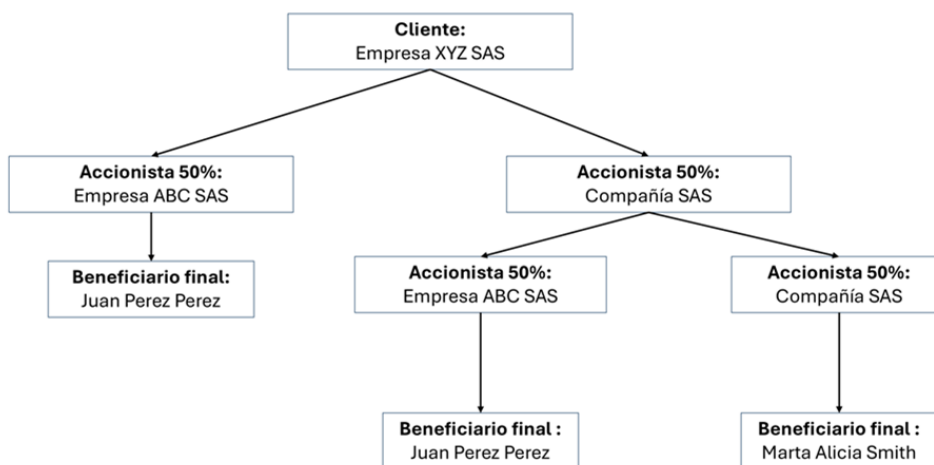 Cliente:
Empresa XYZ SAS
Accionista 50%:
Empresa ABC SAS
Accionista 50%:
Compañía SAS
Beneficiario final:
Juan Perez Perez
Accionista 50%:
Empresa ABC SAS
Accionista 50%:
Compañía SAS
Beneficiario final :
Juan Perez Perez
Beneficiario final :
Marta Alicia Smith